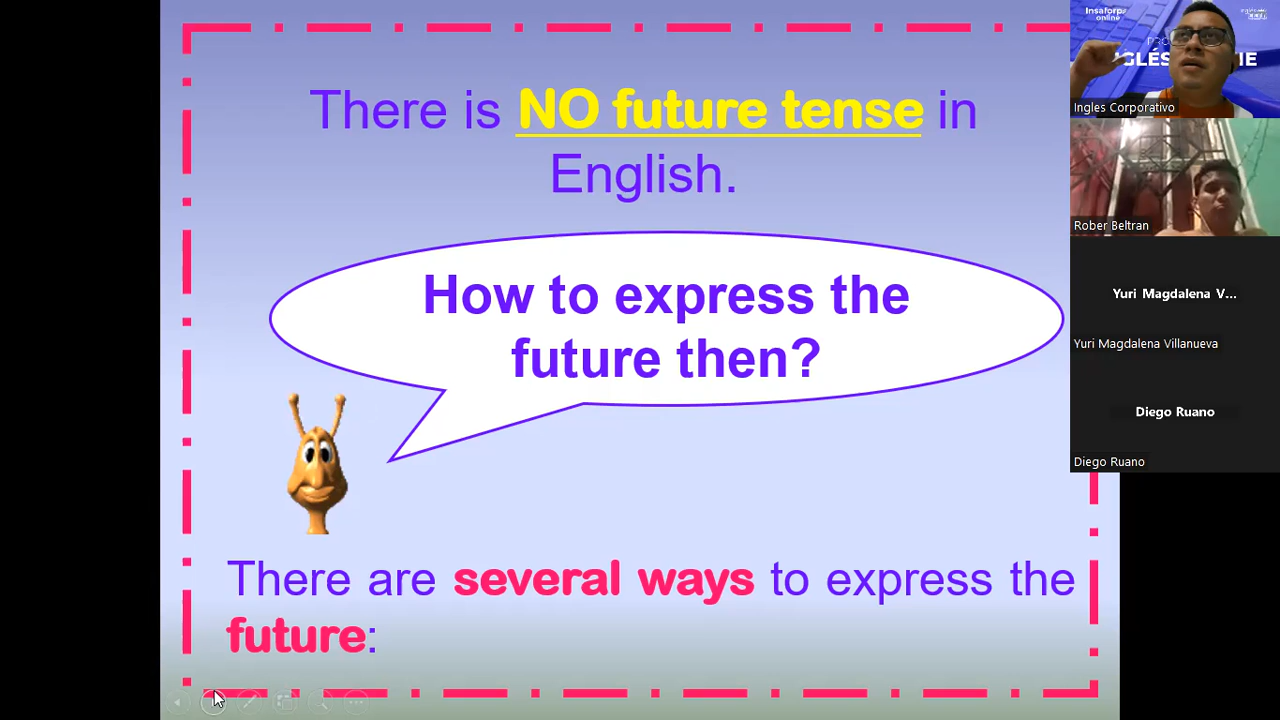 There is NO future tense in
English.
How to express the
future then?
There are several ways to express the
future:
Insaforp
online
INGLÉS
Ingles Corporativo
Rober Beltran
Yuri Magdalena V...
Yuri Magdalena Villanueva
Diego Ruano
Diego Ruano